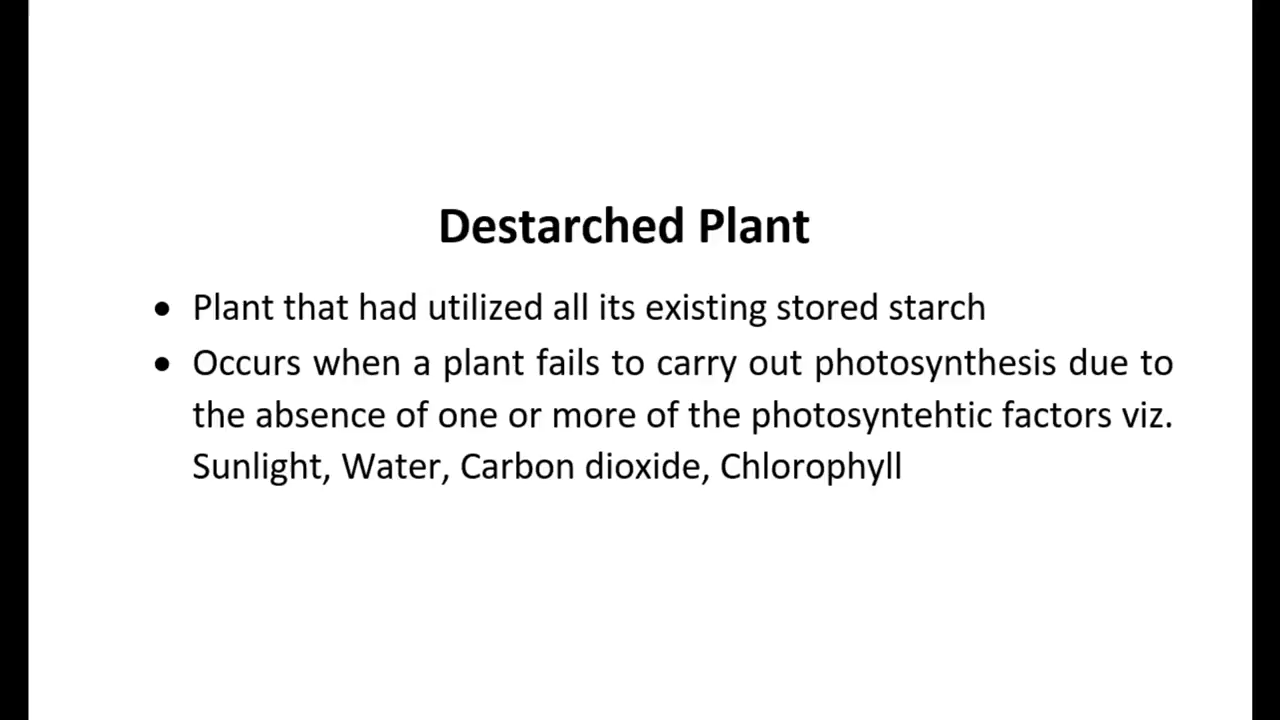 Destarched Plant
• Plant that had utilized all its existing stored starch
• Occurs when a plant fails to carry out photosynthesis due to
the absence of one or more of the photosyntehtic factors viz.
Sunlight, Water, Carbon dioxide, Chlorophyll